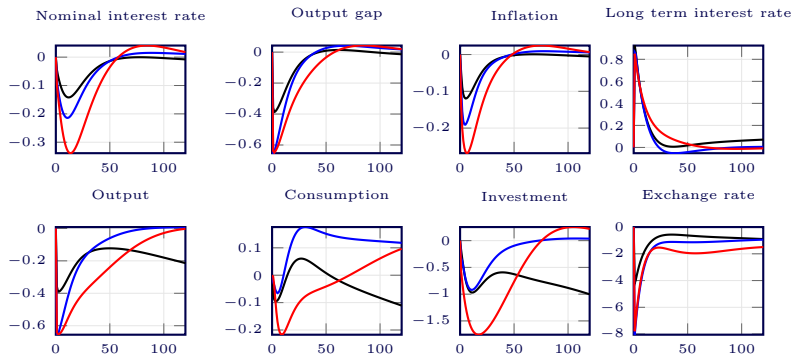 Nominal interest rate
Output gap
Inflation
Long term interest rate
0
−0.1
−0.2
−0.3
0 50 100
0
−0.2
−0.4
−0.6
0 50 100
0
−0.1
−0.2
0 50 100
0.8
0.6
0.4
0.2
0
0 50 100
Output
Consumption
Investment
Exchange rate
0
−0.2
−0.4
−0.6
0 50 100
0.1
0
−0.1
−0.2
0 50 100
0
−0.5
−1
−1.5
0 50 100
0
−2
−4
−6
−8
0 50 100